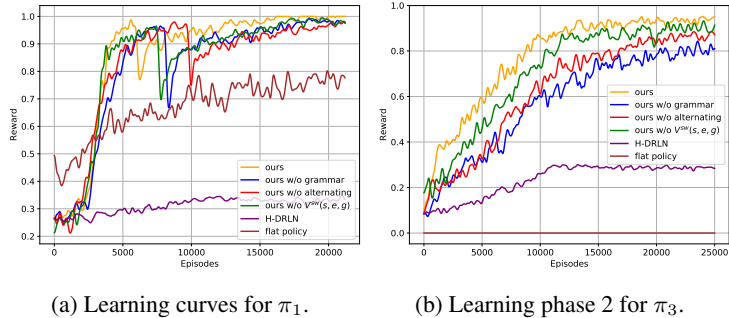 1.0
0.9
0.8
0.7
0.6
0.5
0.4
0.3
0.2
Reward
0
5000
10000
15000
20000
Episodes
ours
ours w/o grammar
ours w/o alternating
ours w/o V^{sw}(s, e, g)
H-DRLN
flat policy
(a) Learning curves for π₁.
1.0
0.8
0.6
0.4
0.2
0.0
Reward
0
5000
10000
15000
20000
25000
Episodes
ours
ours w/o grammar
ours w/o alternating
ours w/o V^{SW}(s, e, g)
H-DRLN
flat policy
(b) Learning phase 2 for π₃.